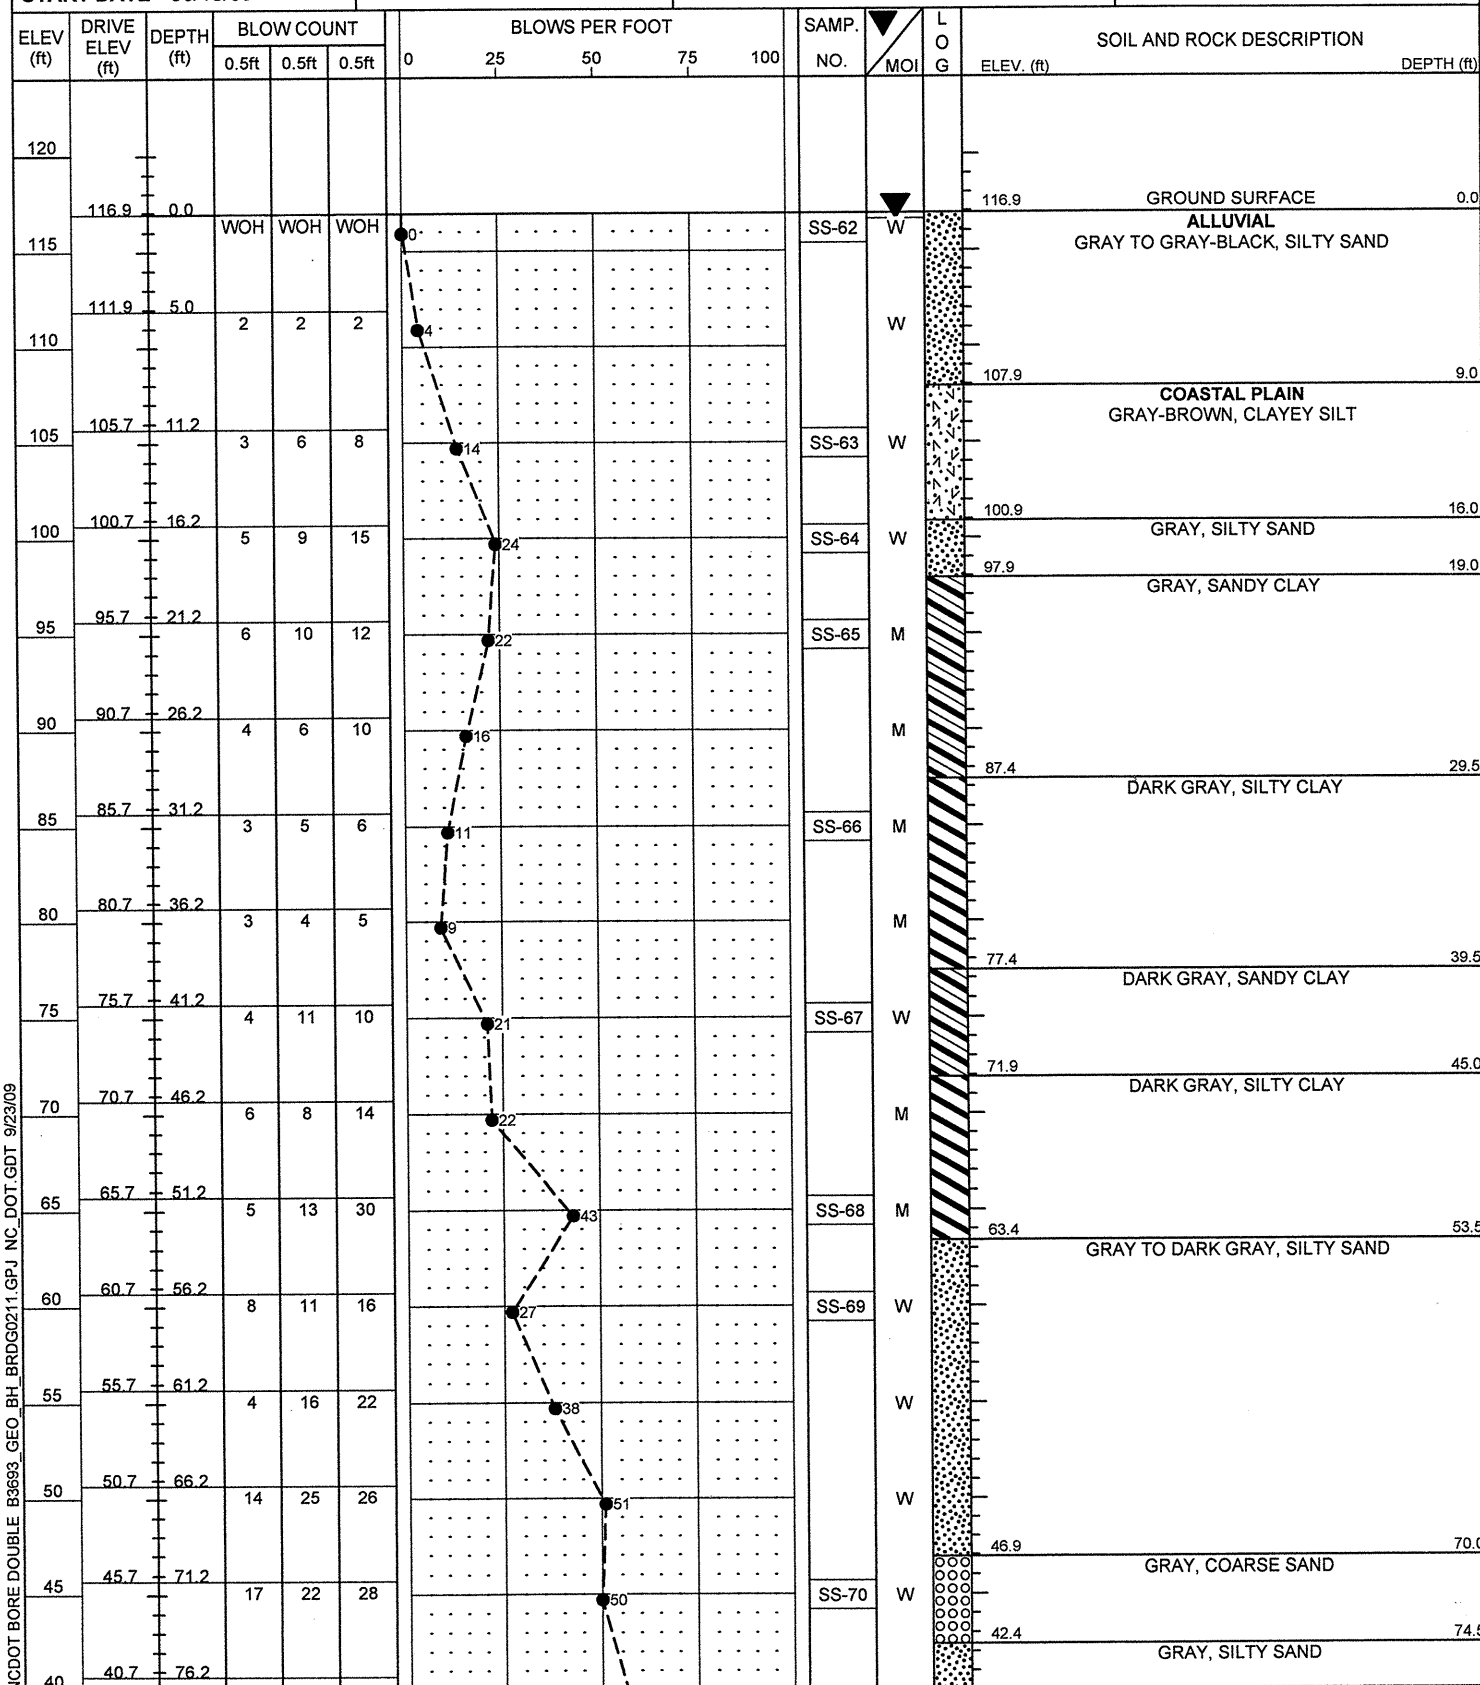 ELEV (ft) DRIVE ELEV (ft) DEPTH (ft) BLOW COUNT BLOWS PER FOOT SAMP. NO. MOI LOG SOIL AND ROCK DESCRIPTION
0.5ft 0.5ft 0.5ft 0 25 50 75 100 ELEV. (ft) DEPTH (ft)
120
116.9 0.0 116.9 GROUND SURFACE 0.0
WOH WOH WOH 0 SS-62 W ALLUVIAL
115 GRAY TO GRAY-BLACK, SILTY SAND
111.9 5.0
2 2 2 4 W
110
107.9 9.0
COASTAL PLAIN
GRAY-BROWN, CLAYEY SILT
105.7 11.2
105 3 6 8 14 SS-63 W
100.9 16.0
100.7 16.2
100 5 9 15 24 SS-64 W GRAY, SILTY SAND
97.9 19.0
GRAY, SANDY CLAY
95.7 21.2
95 6 10 12 22 SS-65 M
90.7 26.2
90 4 6 10 16 M
87.4 29.5
DARK GRAY, SILTY CLAY
85.7 31.2
85 3 5 6 11 SS-66 M
80.7 36.2
80 3 4 5 9 M
77.4 39.5
DARK GRAY, SANDY CLAY
75.7 41.2
75 4 11 10 21 SS-67 W
71.9 45.0
DARK GRAY, SILTY CLAY
70.7 46.2
70 6 8 14 22 M
65.7 51.2
65 5 13 30 43 SS-68 M
63.4 53.5
GRAY TO DARK GRAY, SILTY SAND
60.7 56.2
60 8 11 16 27 SS-69 W
55.7 61.2
55 4 16 22 38 W
50.7 66.2
50 14 25 26 51 W
46.9 70.0
GRAY, COARSE SAND
45.7 71.2
45 17 22 28 50 SS-70 W
42.4 74.5
GRAY, SILTY SAND
40.7 76.2
40
BORE DOUBLE B3693_GEO_BH_BRDG0211.GPJ NC_DOT.GDT 9/23/09